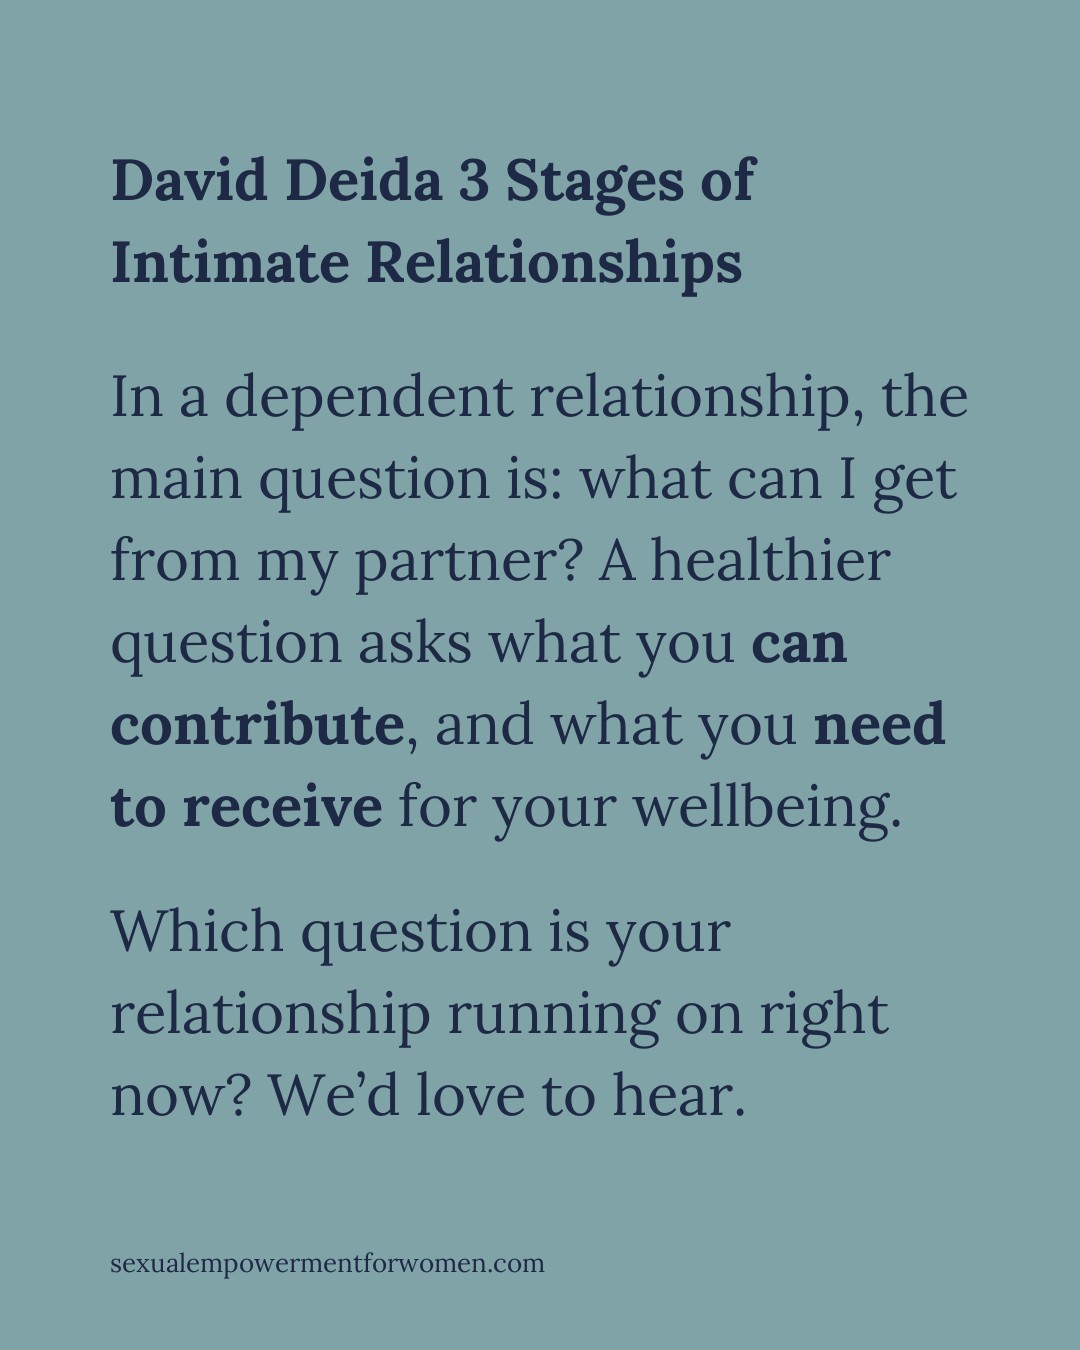 David Deida 3 Stages of
Intimate Relationships
In a dependent relationship, the
main question is: what can I get
from my partner? A healthier
question asks what you can
contribute, and what you need
to receive for your wellbeing.
Which question is your
relationship running on right
now? We’d love to hear.
sexualempowermentforwomen.com